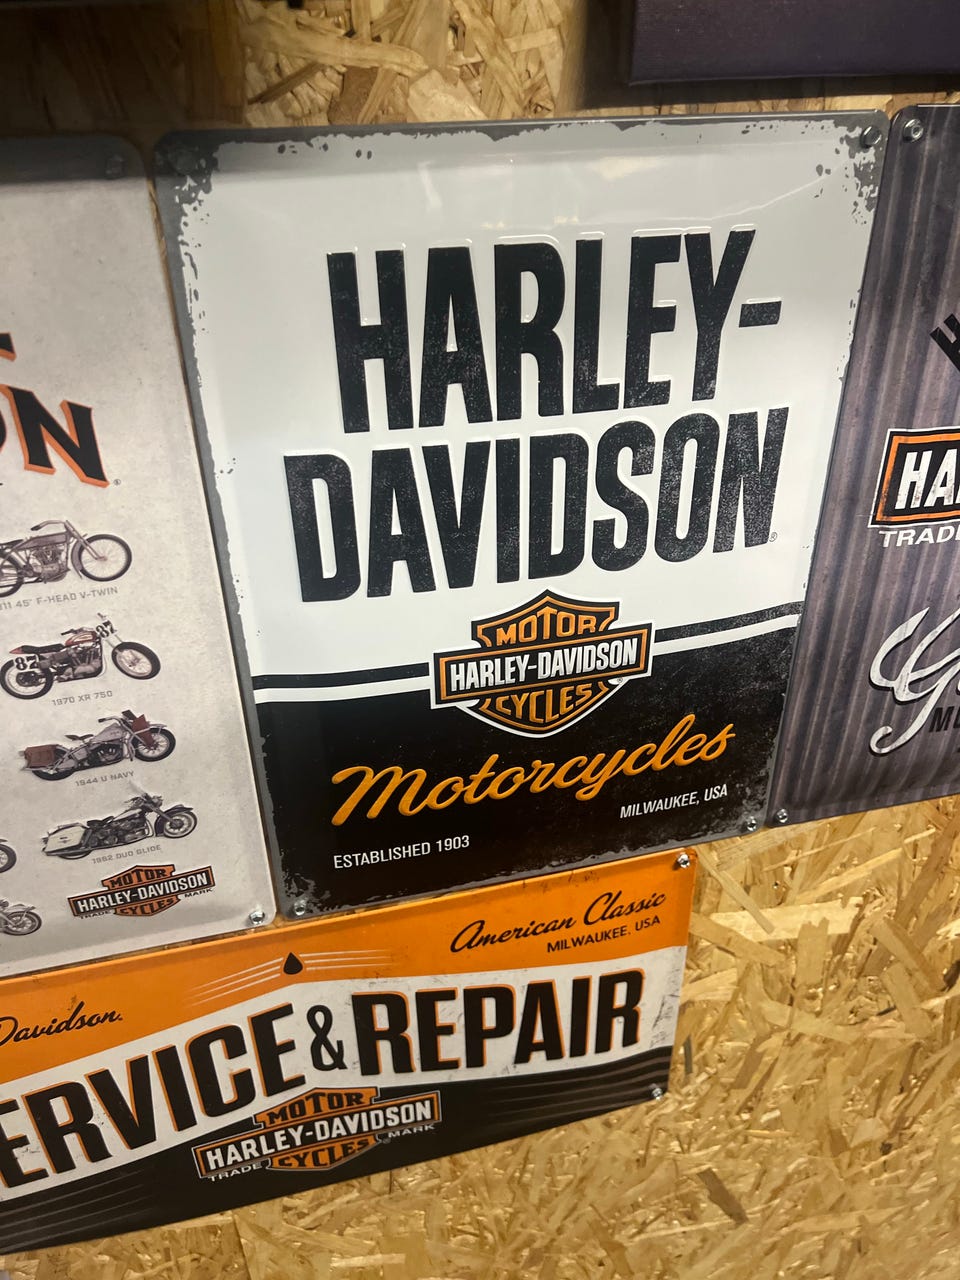 HARLEY-
DAVIDSON®
MOTOR
HARLEY-DAVIDSON®
CYCLES
Motorcycles
MILWAUKEE, USA
ESTABLISHED 1903
ON®
45° F-HEAD V-TWIN
87
87
1970 XR 750
1944 U NAVY
1962 DUO GLIDE
MOTOR
HARLEY-DAVIDSON
TRADE CYCLES MARK
American Classic
MILWAUKEE, USA
Davidson.
ERVICE & REPAIR
MOTOR
HARLEY-DAVIDSON®
TRADE CYCLES MARK
HA
TRADE